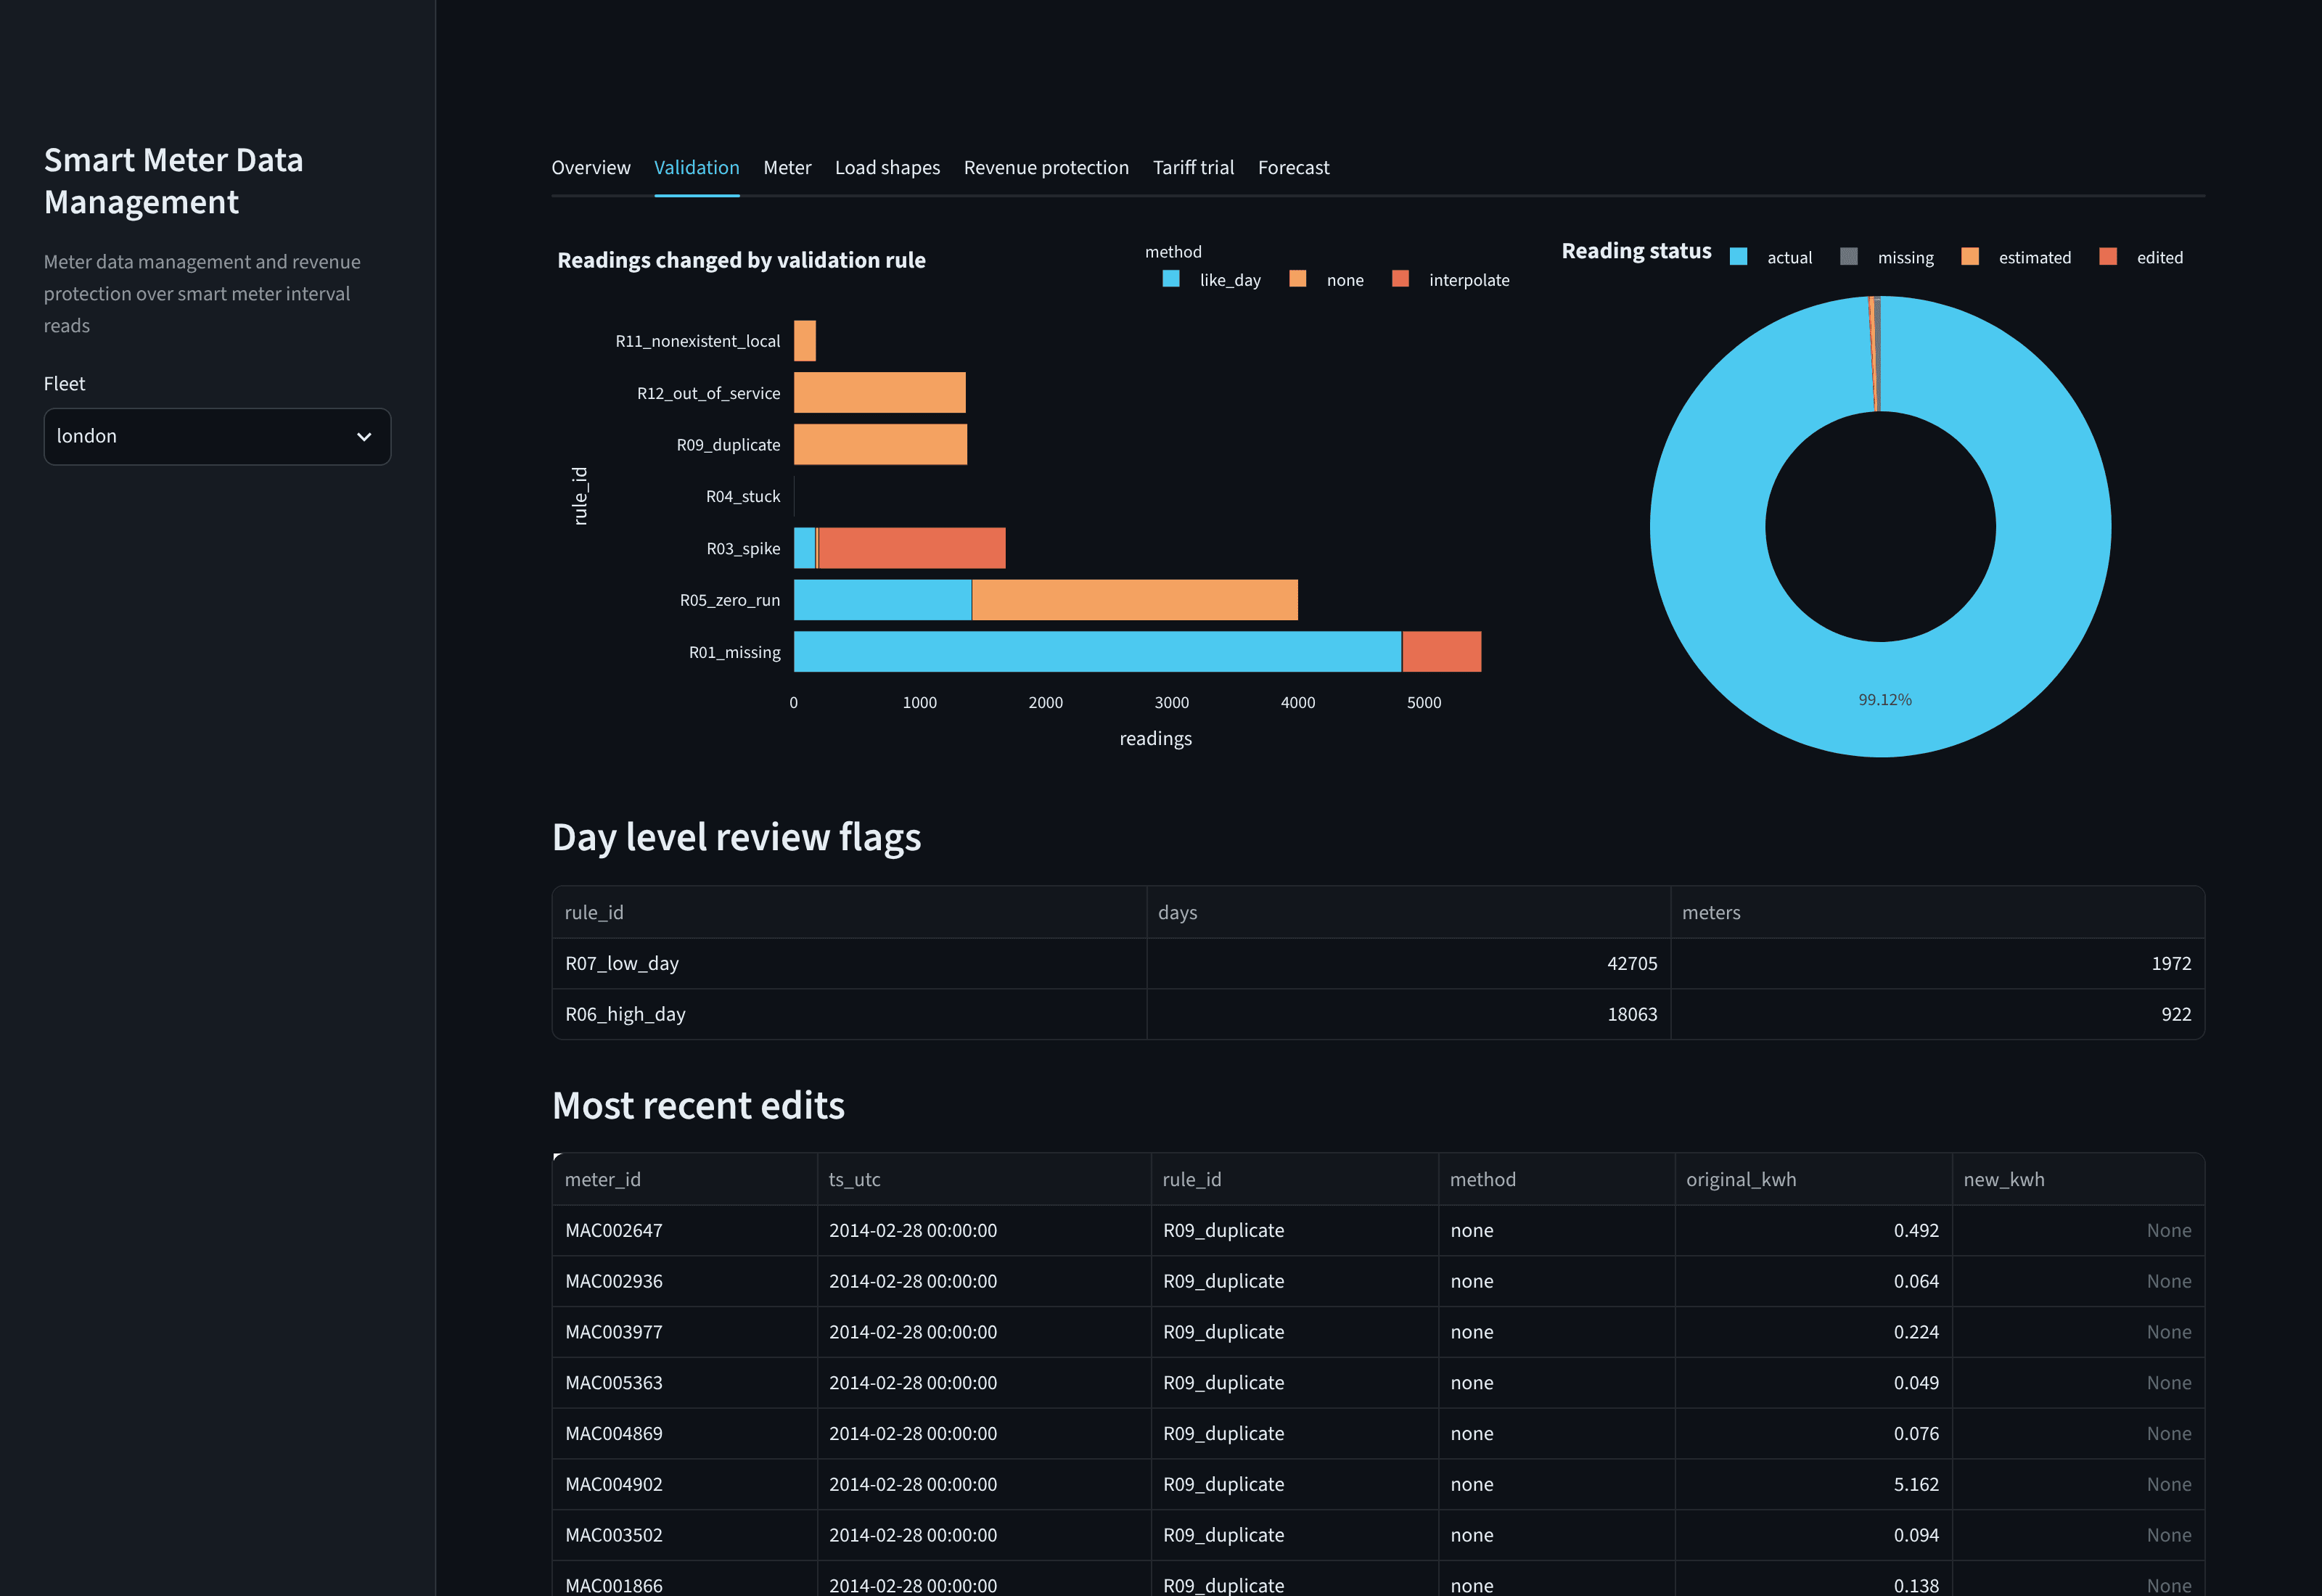 Smart Meter Data
Management
Meter data management and revenue
protection over smart meter interval
reads
Fleet
london
Overview Validation Meter Load shapes Revenue protection Tariff trial Forecast
Readings changed by validation rule
method
like_day none interpolate
R11_nonexistent_local
R12_out_of_service
R09_duplicate
R04_stuck
R03_spike
R05_zero_run
R01_missing
rule_id
0 1000 2000 3000 4000 5000
readings
Reading status actual missing estimated edited
99.12%
Day level review flags
rule_id days meters
R07_low_day 42705 1972
R06_high_day 18063 922
Most recent edits
meter_id ts_utc rule_id method original_kwh new_kwh
MAC002647 2014-02-28 00:00:00 R09_duplicate none 0.492 None
MAC002936 2014-02-28 00:00:00 R09_duplicate none 0.064 None
MAC003977 2014-02-28 00:00:00 R09_duplicate none 0.224 None
MAC005363 2014-02-28 00:00:00 R09_duplicate none 0.049 None
MAC004869 2014-02-28 00:00:00 R09_duplicate none 0.076 None
MAC004902 2014-02-28 00:00:00 R09_duplicate none 5.162 None
MAC003502 2014-02-28 00:00:00 R09_duplicate none 0.094 None
MAC001866 2014-02-28 00:00:00 R09_duplicate none 0.138 None